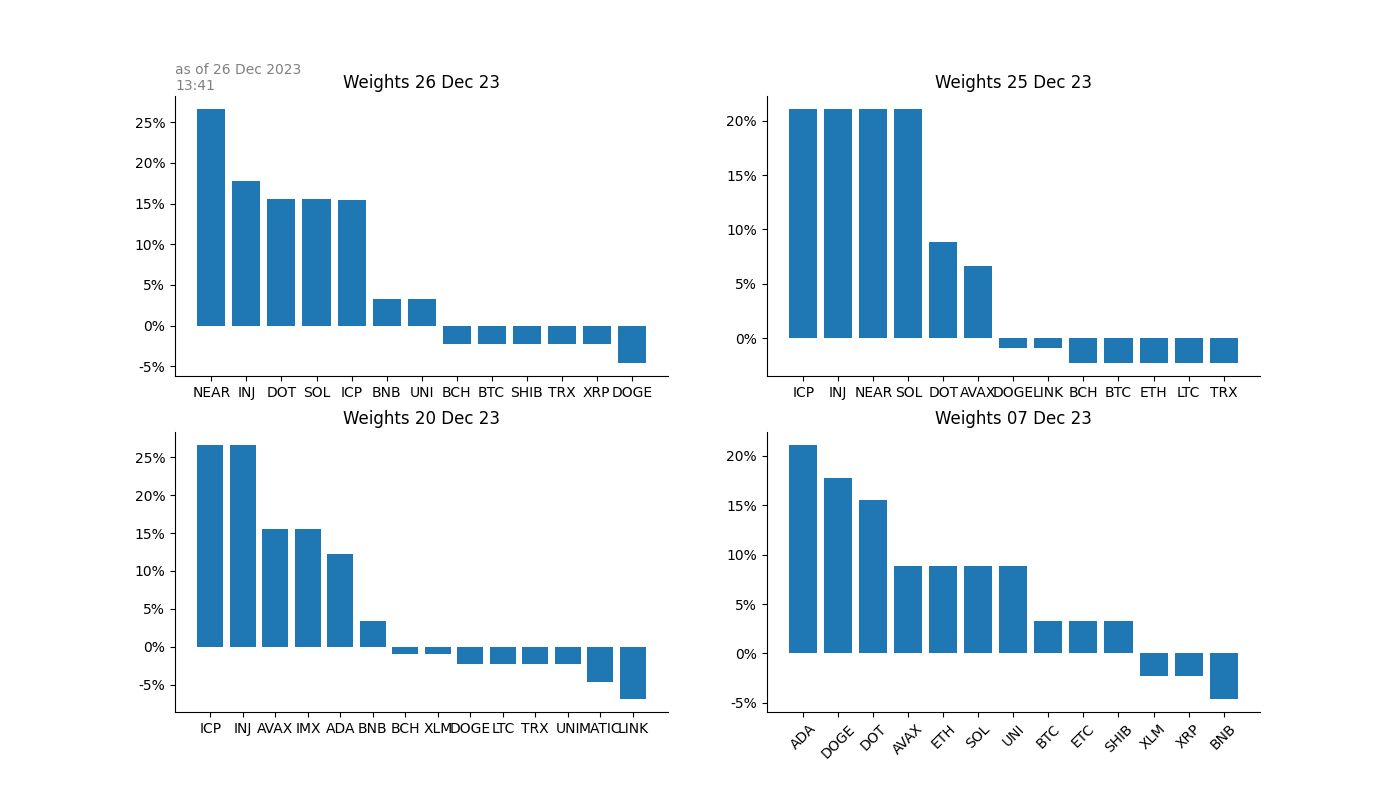 as of 26 Dec 2023
13:41
Weights 26 Dec 23
25%
20%
15%
10%
5%
0%
-5%
NEAR INJ DOT SOL ICP BNB UNI BCH BTC SHIB TRX XRP DOGE
Weights 25 Dec 23
20%
15%
10%
5%
0%
ICP INJ NEAR SOL DOT AVAX DOGE LINK BCH BTC ETH LTC TRX
Weights 20 Dec 23
25%
20%
15%
10%
5%
0%
-5%
ICP INJ AVAX IMX ADA BNB BCH XLM DOGE LTC TRX UNI MATIC LINK
Weights 07 Dec 23
20%
15%
10%
5%
0%
-5%
ADA DOGE DOT AVAX ETH SOL UNI BTC ETC SHIB XLM XRP BNB